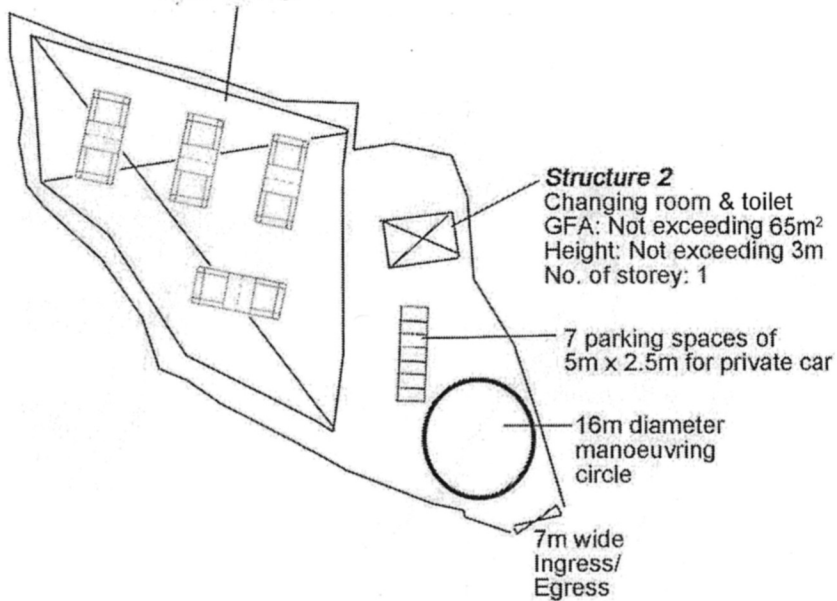 Structure 2
Changing room & toilet
GFA: Not exceeding 65m²
Height: Not exceeding 3m
No. of storey: 1
7 parking spaces of
5m x 2.5m for private car
16m diameter
manoeuvring
circle
7m wide
Ingress/
Egress